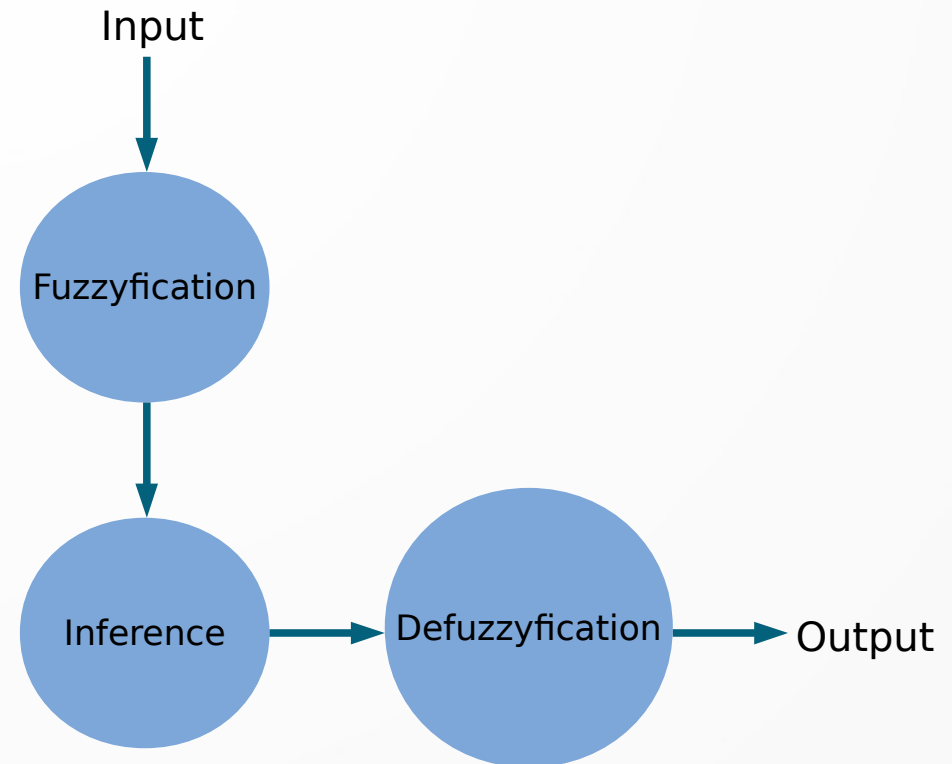 Input
Fuzzyfication
Inference
Defuzzyfication
Output